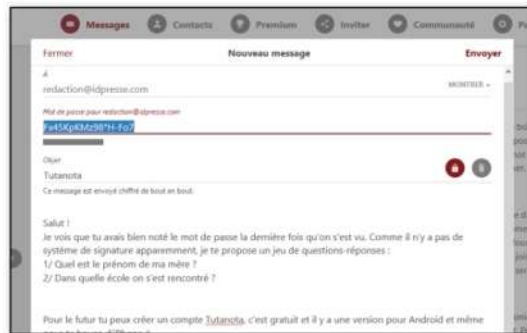 Messages Contacts Premium Inviter Communauté
Fermer Nouveau message Envoyer
À
redaction@idpresse.com MONTRER
Mot de passe pour redaction@idpresse.com
Objet
Tutanota
Ce message est envoyé chiffré de bout en bout.
Salut !
Je vois que tu avais bien noté le mot de passe la dernière fois qu'on s'est vu. Comme il n'y a pas de
système de signature apparemment, je te propose un jeu de questions-réponses :
1/ Quel est le prénom de ma mère ?
2/ Dans quelle école on s'est rencontré ?
Pour le futur tu peux créer un compte Tutanota, c'est gratuit et il y a une version pour Android et même